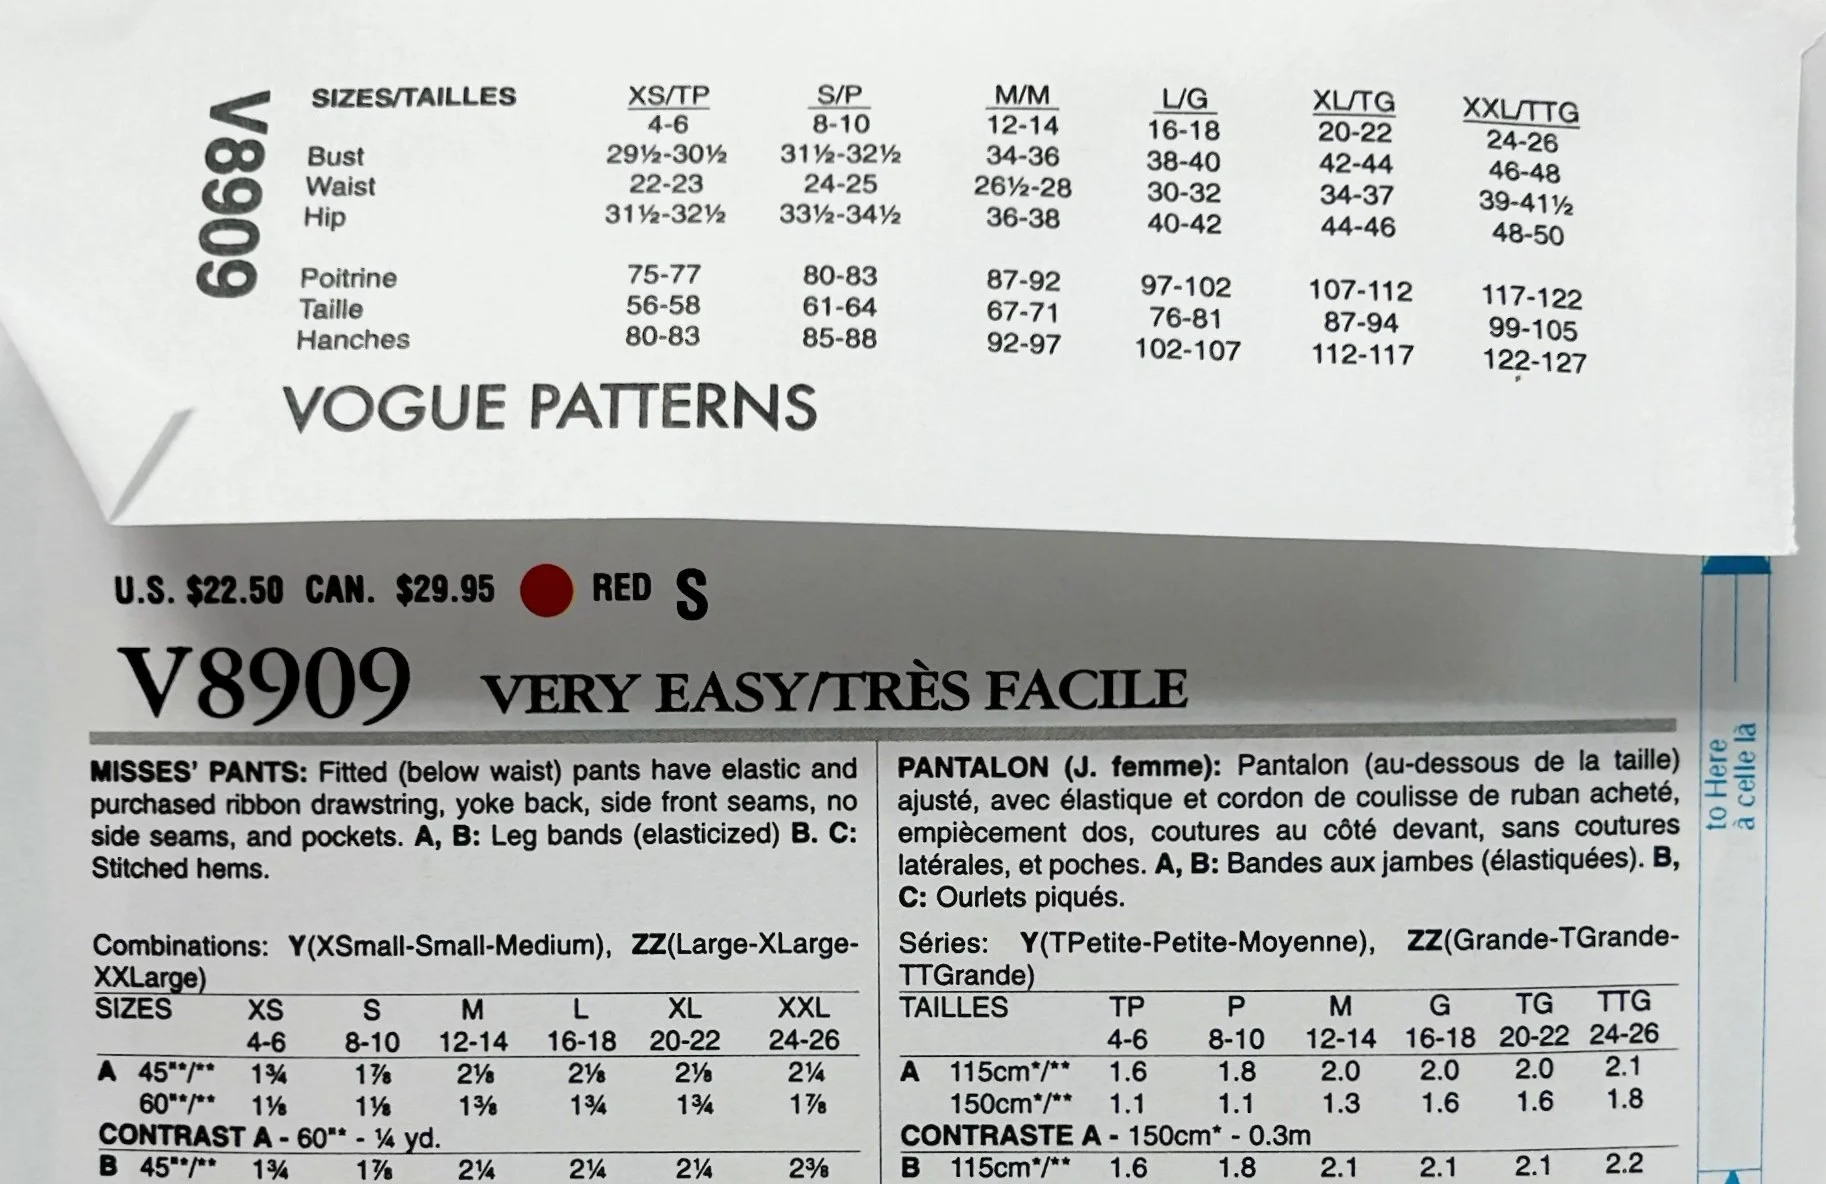 V8909
SIZES/TAILLES XS/TP S/P M/M L/G XL/TG XXL/TTG
4-6 8-10 12-14 16-18 20-22 24-26
Bust 29½-30½ 31½-32½ 34-36 38-40 42-44 46-48
Waist 22-23 24-25 26½-28 30-32 34-37 39-41½
Hip 31½-32½ 33½-34½ 36-38 40-42 44-46 48-50
Poitrine 75-77 80-83 87-92 97-102 107-112 117-122
Taille 56-58 61-64 67-71 76-81 87-94 99-105
Hanches 80-83 85-88 92-97 102-107 112-117 122-127
VOGUE PATTERNS
U.S. $22.50 CAN. $29.95 RED S
V8909 VERY EASY/TRÈS FACILE
MISSES' PANTS: Fitted (below waist) pants have elastic and
purchased ribbon drawstring, yoke back, side front seams, no
side seams, and pockets. A, B: Leg bands (elasticized) B. C:
Stitched hems.
Combinations: Y(XSmall-Small-Medium), ZZ(Large-XLarge-
XXLarge)
SIZES XS S M L XL XXL
4-6 8-10 12-14 16-18 20-22 24-26
A 45"*/** 1¾ 1⅞ 2⅛ 2⅛ 2⅛ 2¼
60"*/** 1⅛ 1⅛ 1⅜ 1¾ 1¾ 1⅞
CONTRAST A - 60"* - ¼ yd.
B 45"*/** 1¾ 1⅞ 2¼ 2¼ 2¼ 2⅜
PANTALON (J. femme): Pantalon (au-dessous de la taille)
ajusté, avec élastique et cordon de coulisse de ruban acheté,
empiècement dos, coutures au côté devant, sans coutures
latérales, et poches. A, B: Bandes aux jambes (élastiquées). B,
C: Ourlets piqués.
Séries: Y(TPetite-Petite-Moyenne), ZZ(Grande-TGrande-
TTGrande)
TAILLES TP P M G TG TTG
4-6 8-10 12-14 16-18 20-22 24-26
A 115cm*/** 1.6 1.8 2.0 2.0 2.0 2.1
150cm*/** 1.1 1.1 1.3 1.6 1.6 1.8
CONTRASTE A - 150cm* - 0.3m
B 115cm*/** 1.6 1.8 2.1 2.1 2.1 2.2
to Here
à celle là